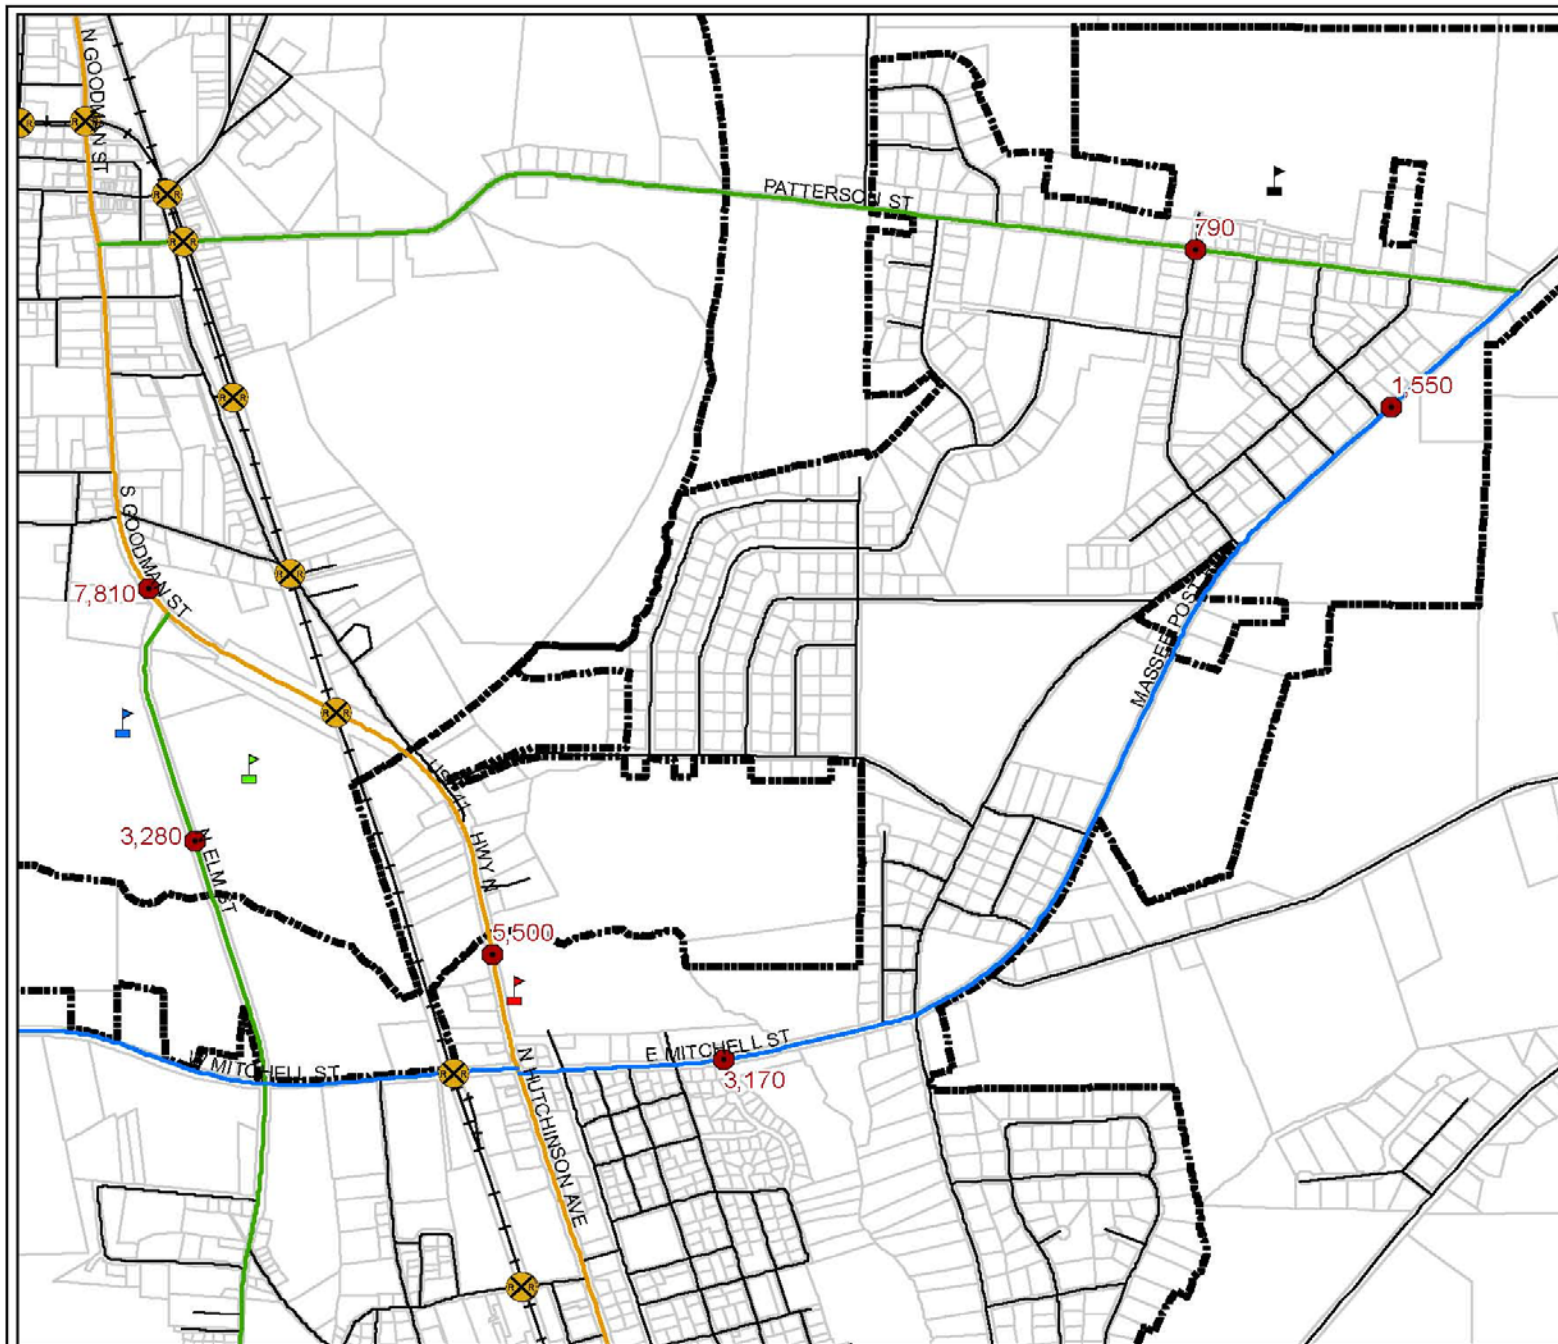 N GOODMAN ST
PATTERSON ST
790
1,550
S GOODMAN ST
7,810
MASSEE POST
US 41 HWY N
3,280
N ELM ST
5,500
E MITCHELL ST
W MITCHELL ST
3,170
N HUTCHINSON AVE